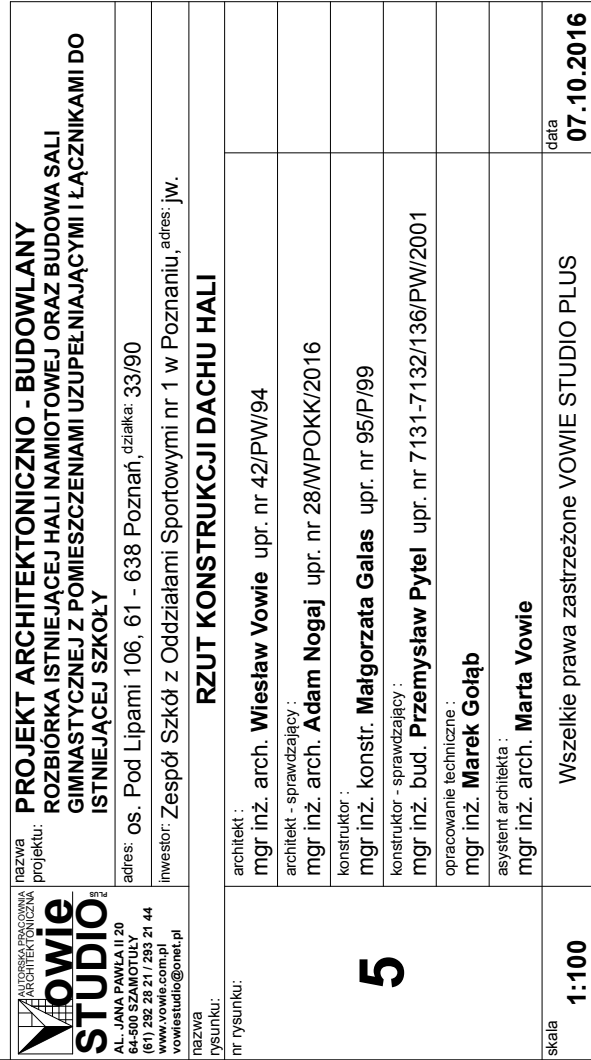 AUTORSKA PRACOWNIA
ARCHITEKTONICZNA
Vowie
STUDIO PLUS
AL. JANA PAWŁA II 20
64-500 SZAMOTUŁY
(61) 292 28 21 / 293 21 44
www.vowie.com.pl
vowiestudio@onet.pl
nazwa
projektu:
PROJEKT ARCHITEKTONICZNO - BUDOWLANY
ROZBIÓRKA ISTNIEJĄCEJ HALI NAMIOTOWEJ ORAZ BUDOWA SALI
GIMNASTYCZNEJ Z POMIESZCZENIAMI UZUPEŁNIAJĄCYMI I ŁĄCZNIKAMI DO
ISTNIEJĄCEJ SZKOŁY
adres: os. Pod Lipami 106, 61 - 638 Poznań, działka: 33/90
inwestor: Zespół Szkół z Oddziałami Sportowymi nr 1 w Poznaniu, adres: jw.
nazwa
rysunku:
RZUT KONSTRUKCJI DACHU HALI
nr rysunku:
5
architekt :
mgr inż. arch. Wiesław Vowie upr. nr 42/PW/94
architekt - sprawdzający :
mgr inż. arch. Adam Nogaj upr. nr 28/WPOKK/2016
konstruktor :
mgr inż. konstr. Małgorzata Galas upr. nr 95/P/99
konstruktor - sprawdzający :
mgr inż. bud. Przemysław Pytel upr. nr 7131-7132/136/PW/2001
opracowanie techniczne :
mgr inż. Marek Gołąb
asystent architekta :
mgr inż. arch. Marta Vowie
skala
1:100
Wszelkie prawa zastrzeżone VOWIE STUDIO PLUS
data
07.10.2016